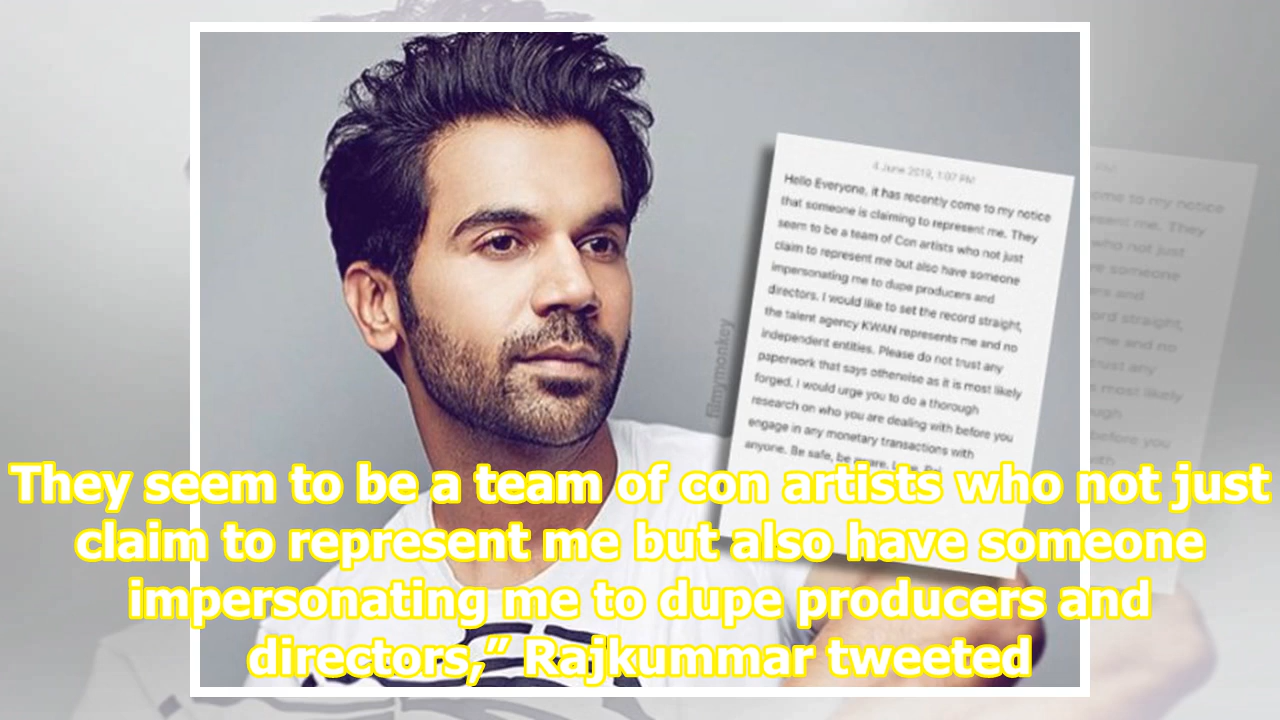 4 June 2019, 1:07 PM
Hello Everyone, it has recently come to my notice
that someone is claiming to represent me. They
seem to be a team of Con artists who not just
claim to represent me but also have someone
impersonating me to dupe producers and
directors. I would like to set the record straight,
the talent agency KWAN represents me and no
independent entities. Please do not trust any
paperwork that says otherwise as it is most likely
forged. I would urge you to do a thorough
research on who you are dealing with before you
engage in any monetary transactions with
anyone. Be safe, be
filmymonkey
They seem to be a team of con artists who not just
claim to represent me but also have someone
impersonating me to dupe producers and
directors,” Rajkummar tweeted